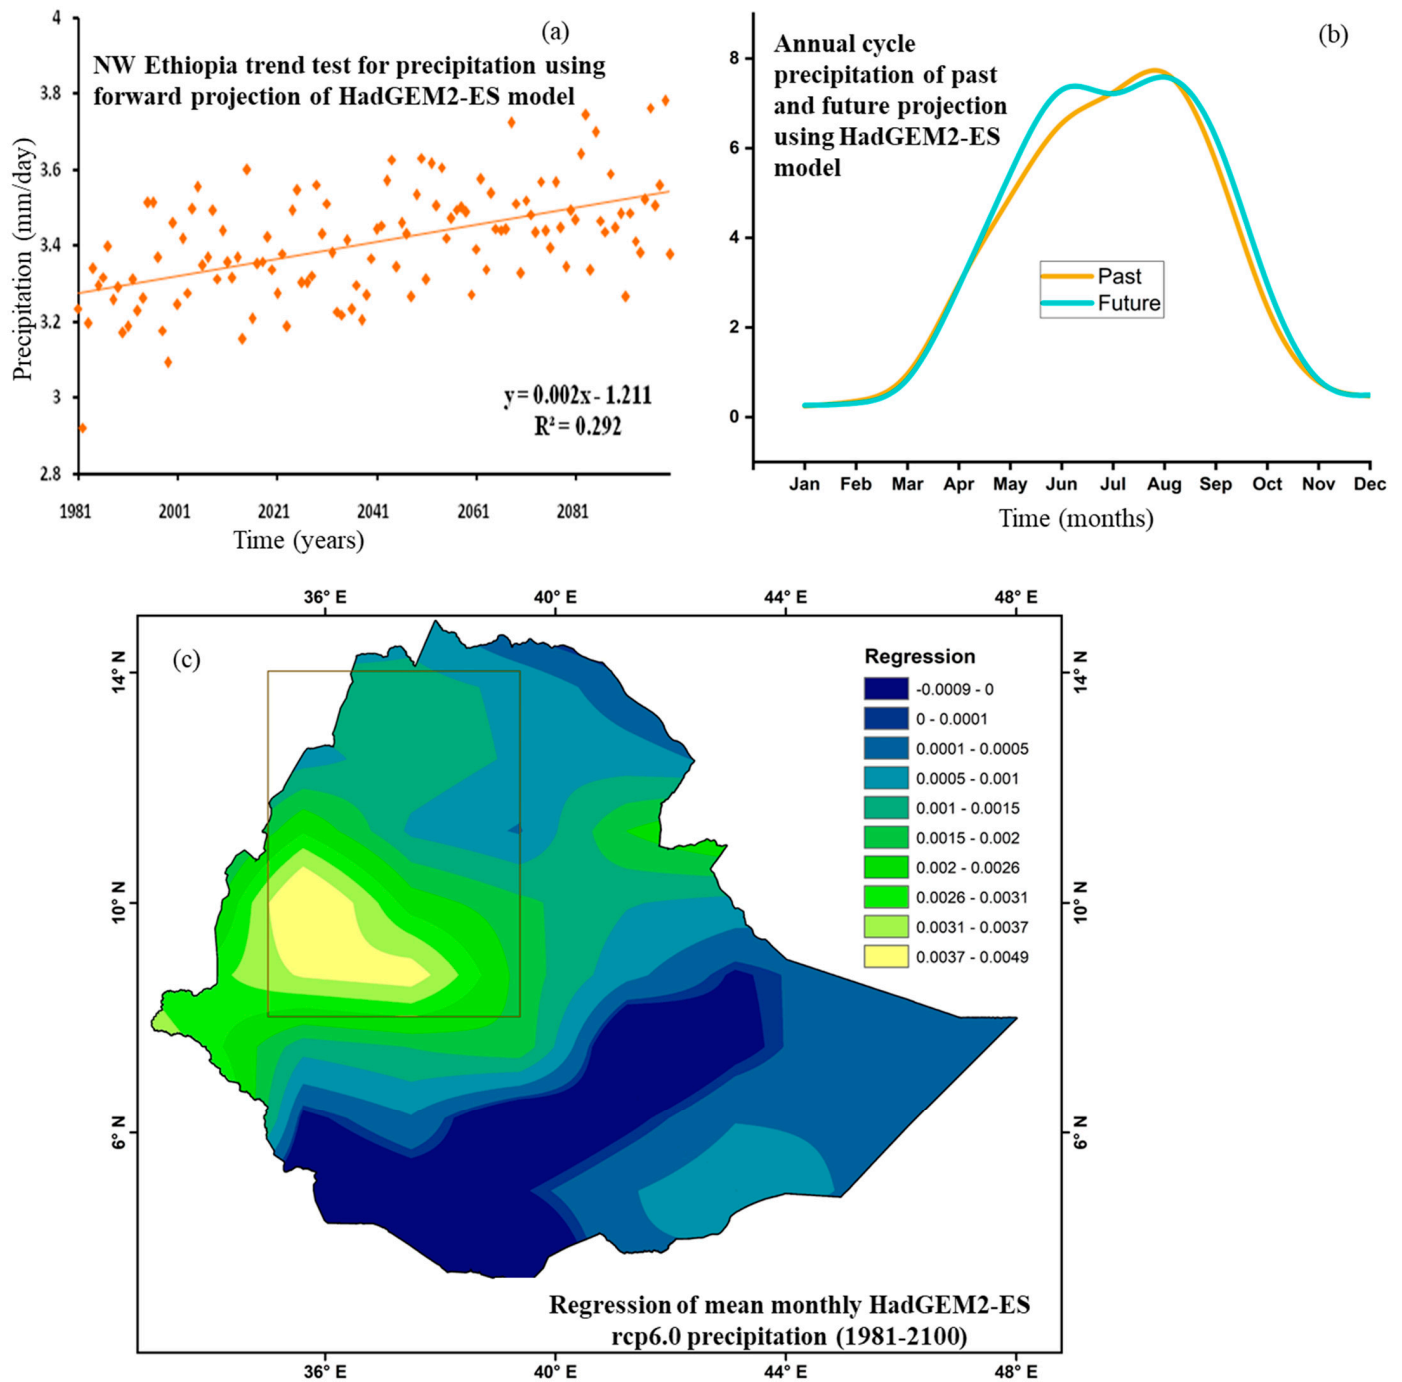 (a)
NW Ethiopia trend test for precipitation using
forward projection of HadGEM2-ES model
Precipitation (mm/day)
4
3.8
3.6
3.4
3.2
3
2.8
y = 0.002x - 1.211
R² = 0.292
1981 2001 2021 2041 2061 2081
Time (years)
(b)
Annual cycle
precipitation of past
and future projection
using HadGEM2-ES
model
8
6
4
2
0
Past
Future
Jan Feb Mar Apr May Jun Jul Aug Sep Oct Nov Dec
Time (months)
36° E 40° E 44° E 48° E
(c)
14° N
10° N
6° N
Regression
-0.0009 - 0
0 - 0.0001
0.0001 - 0.0005
0.0005 - 0.001
0.001 - 0.0015
0.0015 - 0.002
0.002 - 0.0026
0.0026 - 0.0031
0.0031 - 0.0037
0.0037 - 0.0049
14° N
10° N
6° N
Regression of mean monthly HadGEM2-ES
rcp6.0 precipitation (1981-2100)
36° E 40° E 44° E 48° E